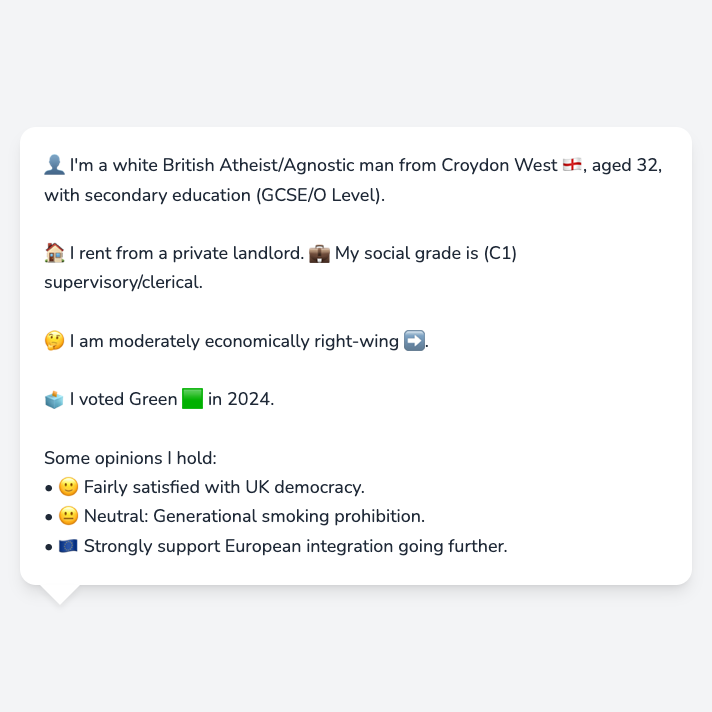 👤 I'm a white British Atheist/Agnostic man from Croydon West 🏴󠁧󠁢󠁥󠁮󠁧󠁿, aged 32,
with secondary education (GCSE/O Level).
🏠 I rent from a private landlord. 💼 My social grade is (C1)
supervisory/clerical.
🤔 I am moderately economically right-wing ➡️.
🗳️ I voted Green 🟩 in 2024.
Some opinions I hold:
• 🙂 Fairly satisfied with UK democracy.
• 😐 Neutral: Generational smoking prohibition.
• 🇪🇺 Strongly support European integration going further.